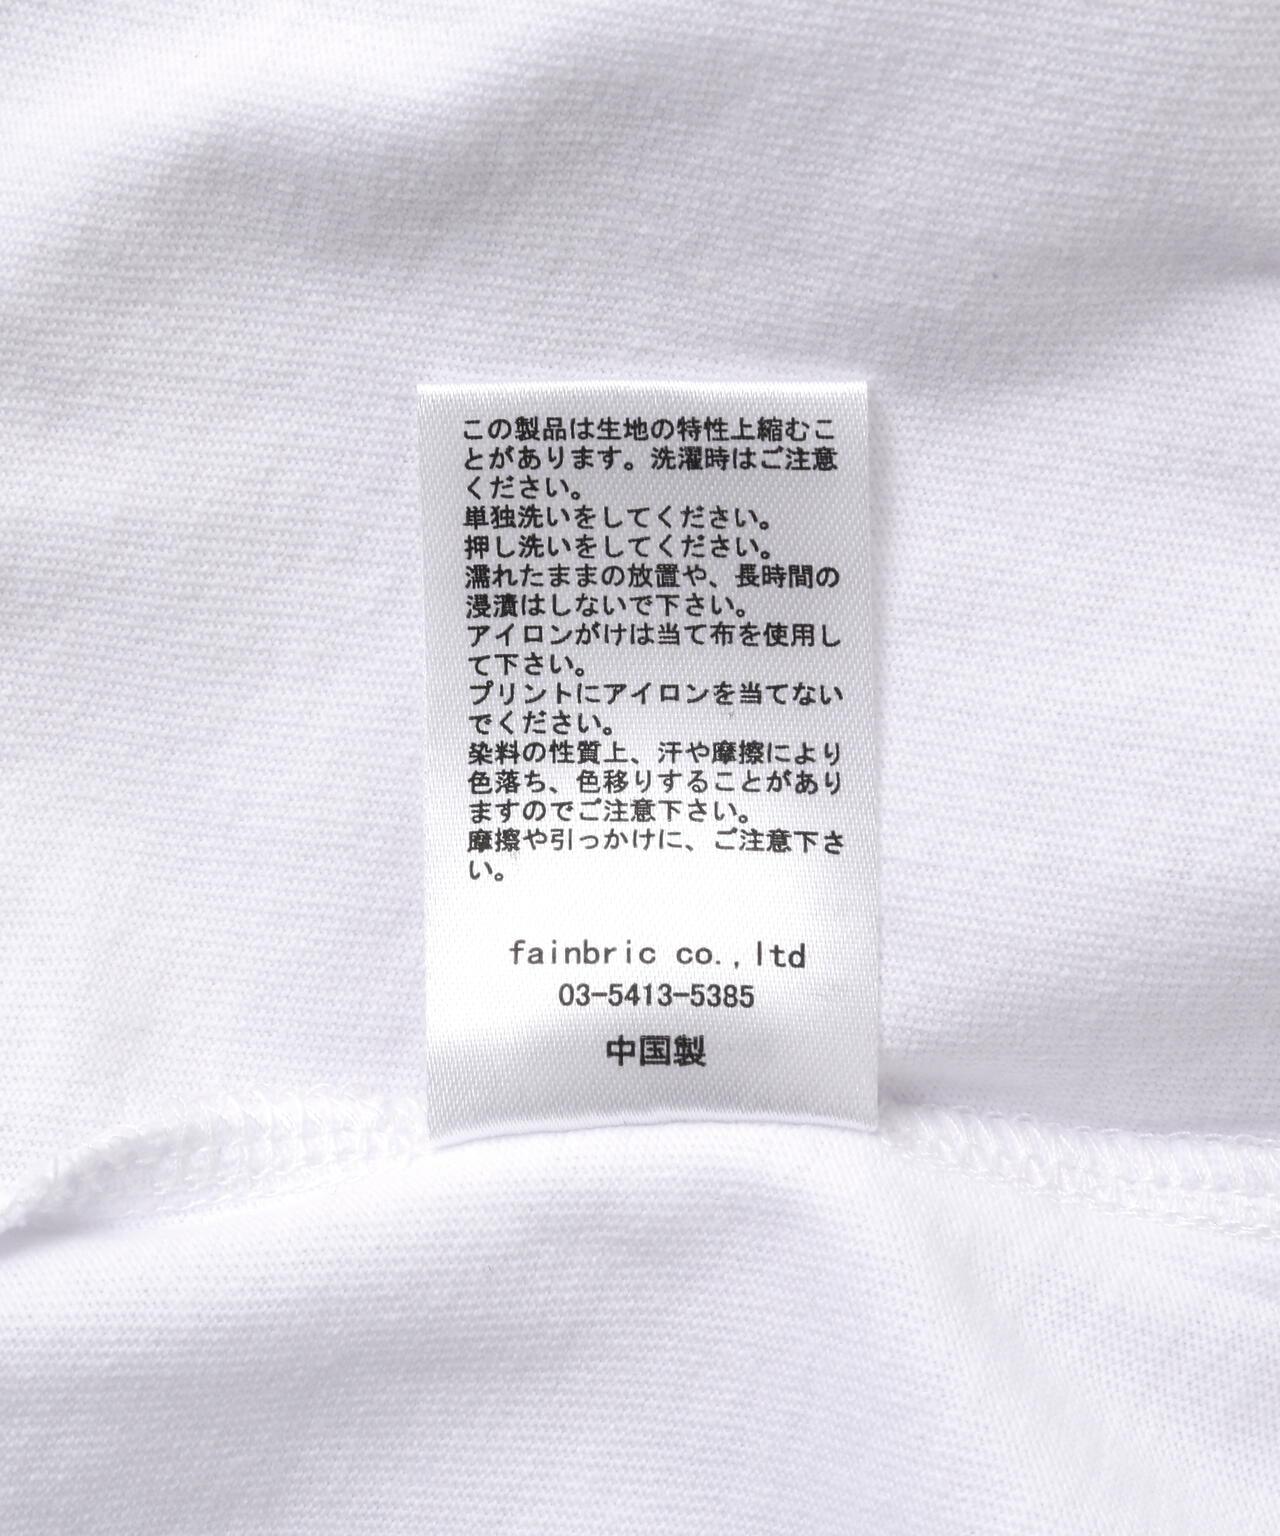 この製品は生地の特性上縮むこ
とがあります。洗濯時はご注意
ください。
単独洗いをしてください。
押し洗いをしてください。
濡れたままの放置や、長時間の
浸漬はしないで下さい。
アイロンがけは当て布を使用し
て下さい。
プリントにアイロンを当てない
でください。
染料の性質上、汗や摩擦により
色落ち、色移りすることがあり
ますのでご注意下さい。
摩擦や引っかけに、ご注意下さ
い。
fainbric co.,ltd
03-5413-5385
中国製